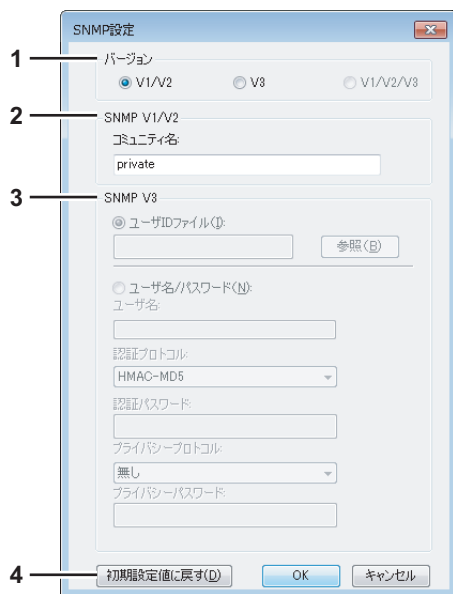 SNMP設定
1
バージョン
V1/V2 V3 V1/V2/V3
2
SNMP V1/V2
コミュニティ名:
private
3
SNMP V3
ユーザIDファイル(I):
参照(B)
ユーザ名/パスワード(N):
ユーザ名:
認証プロトコル:
HMAC-MD5
認証パスワード:
プライバシープロトコル:
無し
プライバシーパスワード:
4
初期設定値に戻す(D) OK キャンセル